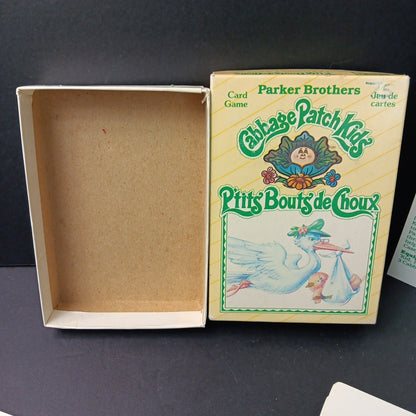 Parker Brothers
Card
Game
Jeu de
cartes
Cabbage Patch Kids
P'tits Bouts de Choux